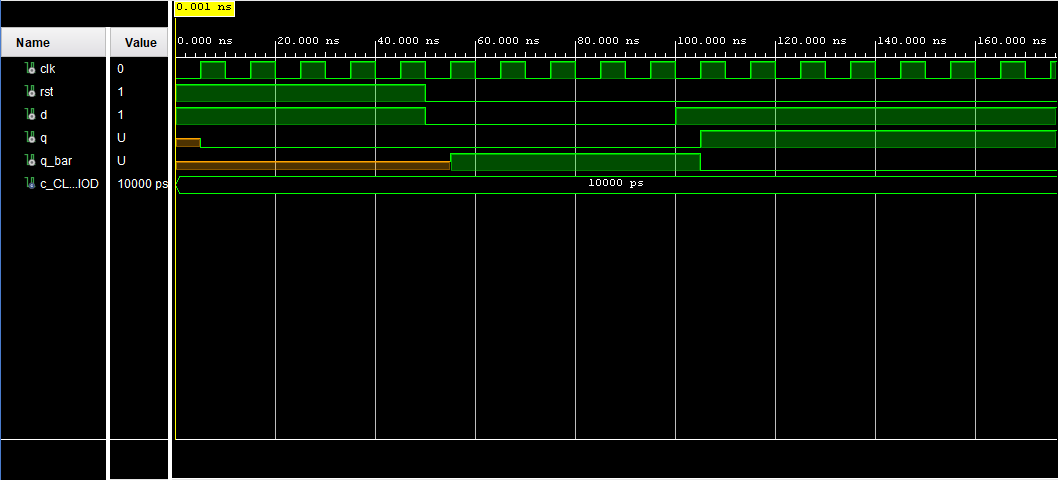 0.001 ns
Name Value
0.000 ns 20.000 ns 40.000 ns 60.000 ns 80.000 ns 100.000 ns 120.000 ns 140.000 ns 160.000 ns
clk 0
rst 1
d 1
q U
q_bar U
c_CL...IOD 10000 ps 10000 ps